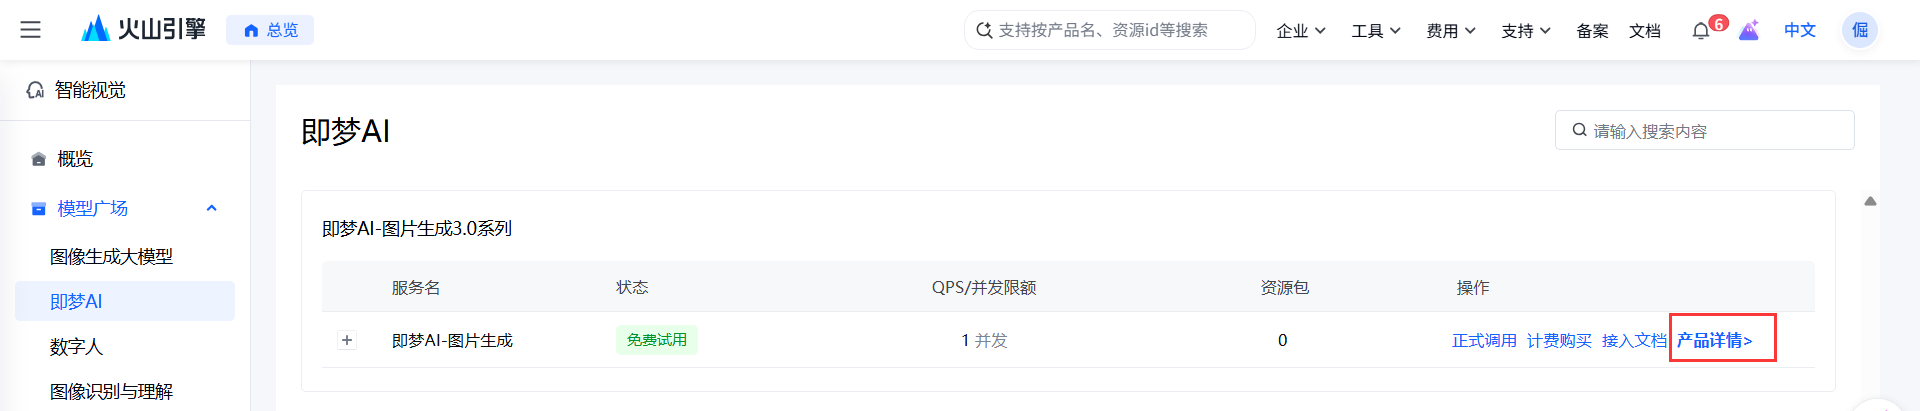 火山引擎 总览 支持按产品名、资源id等搜索 企业 工具 费用 支持 备案 文档 6 中文 倔
AI 智能视觉
概览
模型广场
图像生成大模型
即梦AI
数字人
图像识别与理解
即梦AI
请输入搜索内容
即梦AI-图片生成3.0系列
服务名 状态 QPS/并发限额 资源包 操作
即梦AI-图片生成 免费试用 1 并发 0 正式调用 计费购买 接入文档 产品详情>